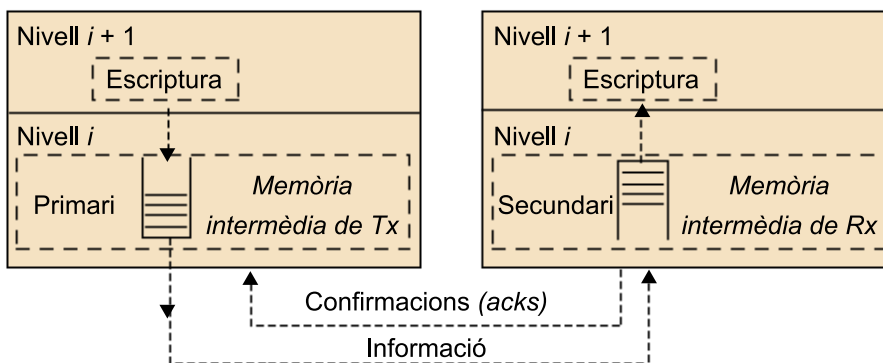 Nivell i + 1
Escriptura
Nivell i
Primari
Memòria
intermèdia de Tx
Nivell i + 1
Escriptura
Nivell i
Secundari
Memòria
intermèdia de Rx
Confirmacions (acks)
Informació